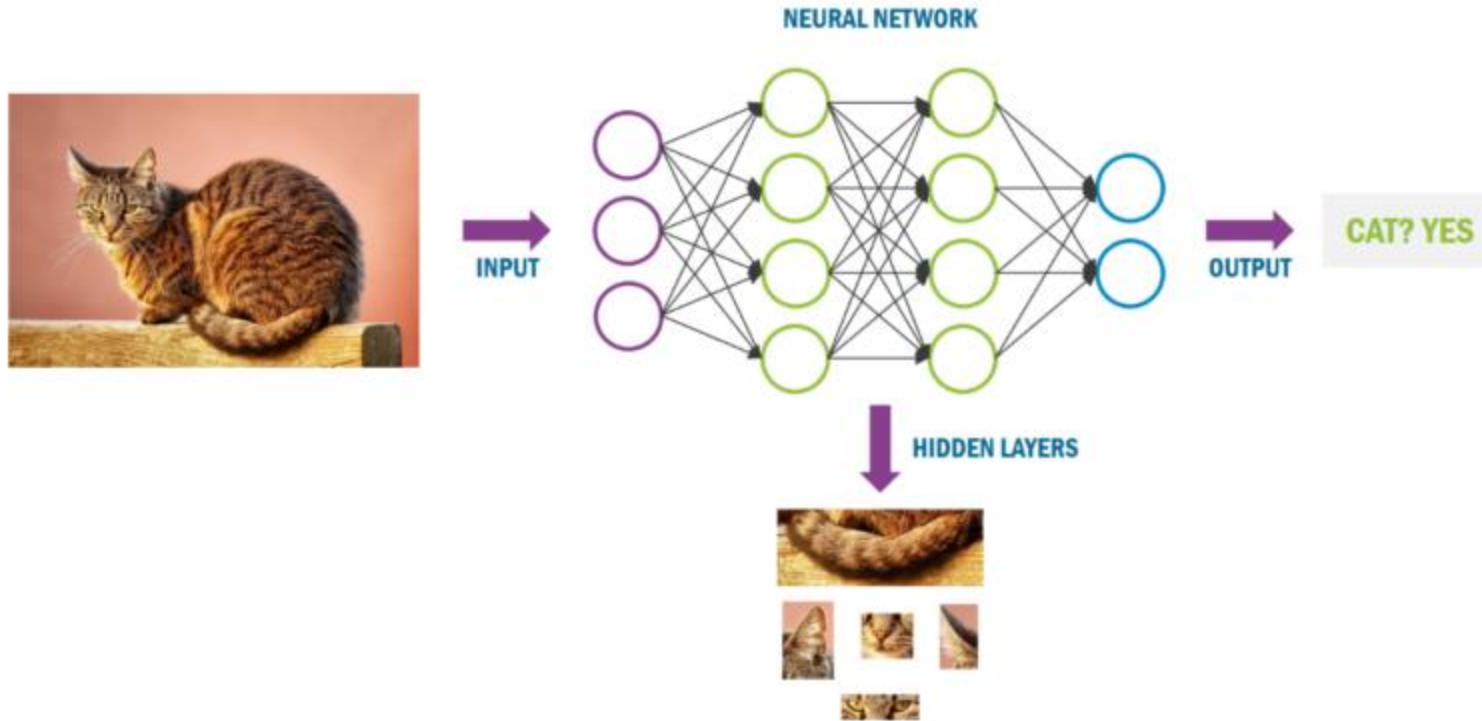 NEURAL NETWORK
INPUT
OUTPUT
CAT? YES
HIDDEN LAYERS